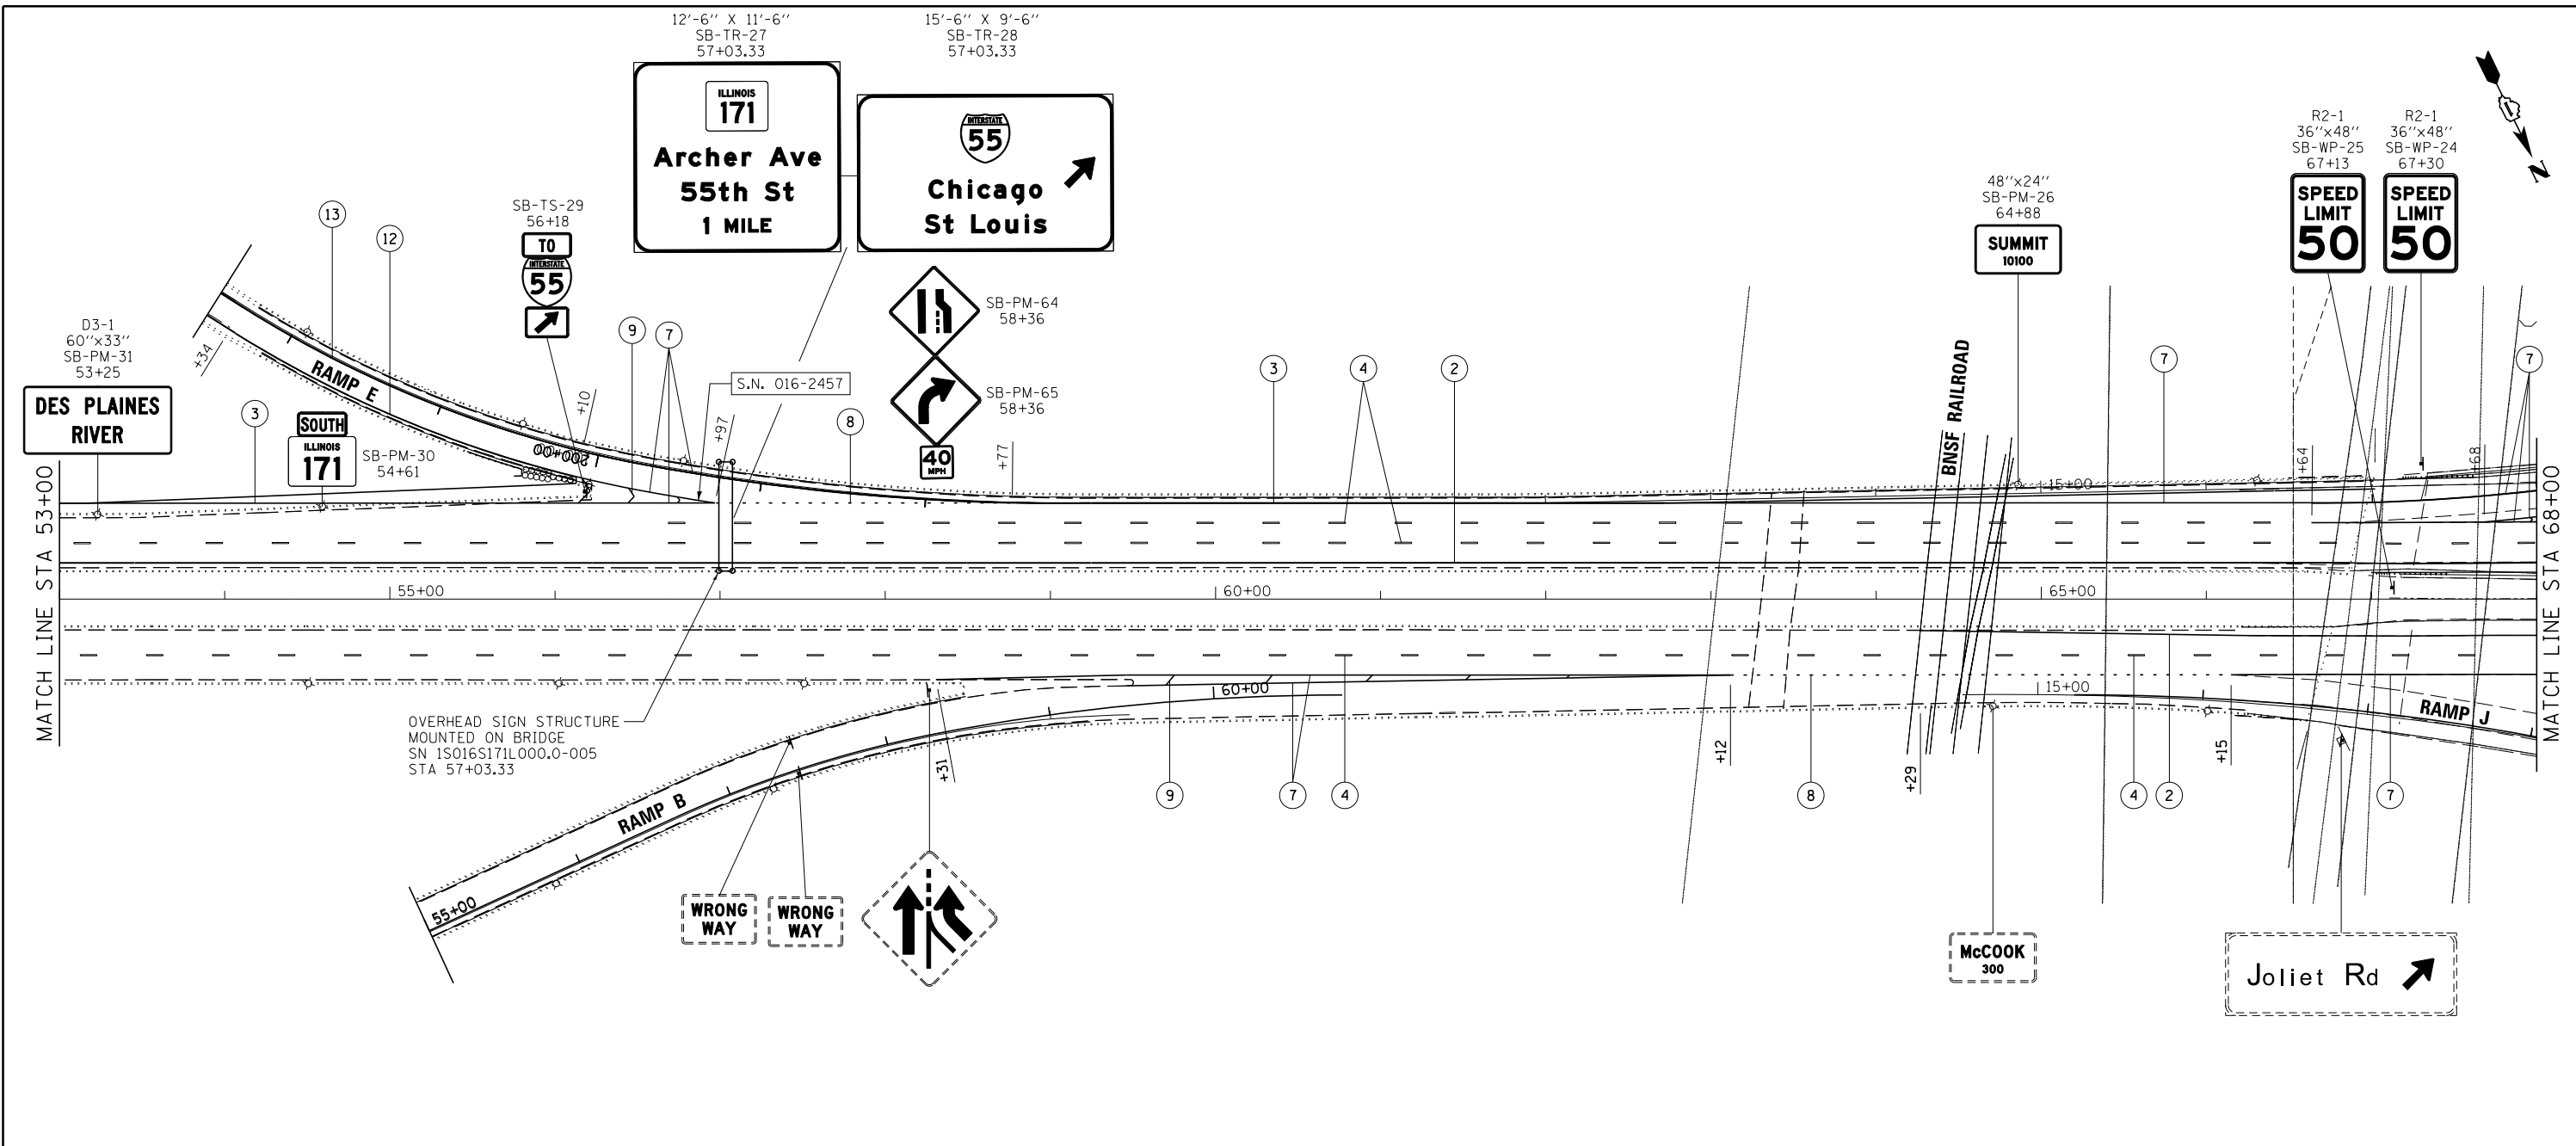 12'-6" X 11'-6"
SB-TR-27
57+03.33
15'-6" X 9'-6"
SB-TR-28
57+03.33
ILLINOIS
171
Archer Ave
55th St
1 MILE
INTERSTATE
55
Chicago
St Louis
N
R2-1
36"x48"
SB-WP-25
67+13
SPEED
LIMIT
50
R2-1
36"x48"
SB-WP-24
67+30
SPEED
LIMIT
50
48"x24"
SB-PM-26
64+88
SUMMIT
10100
13
12
SB-TS-29
56+18
TO
INTERSTATE
55
D3-1
60"x33"
SB-PM-31
53+25
DES PLAINES
RIVER
+34
RAMP E
3
SOUTH
ILLINOIS
171
SB-PM-30
54+61
+10
1200+00
9
7
S.N. 016-2457
+97
8
SB-PM-64
58+36
SB-PM-65
58+36
40
MPH
+77
3
4
2
BNSF RAILROAD
7
7
15+00
+64
+68
MATCH LINE STA 53+00
55+00
60+00
65+00
MATCH LINE STA 68+00
OVERHEAD SIGN STRUCTURE
MOUNTED ON BRIDGE
SN 1S016S171L000.0-005
STA 57+03.33
60+00
15+00
RAMP J
+31
+12
+29
+15
9
7
4
8
4
2
7
RAMP B
55+00
WRONG
WAY
WRONG
WAY
McCOOK
300
Joliet Rd